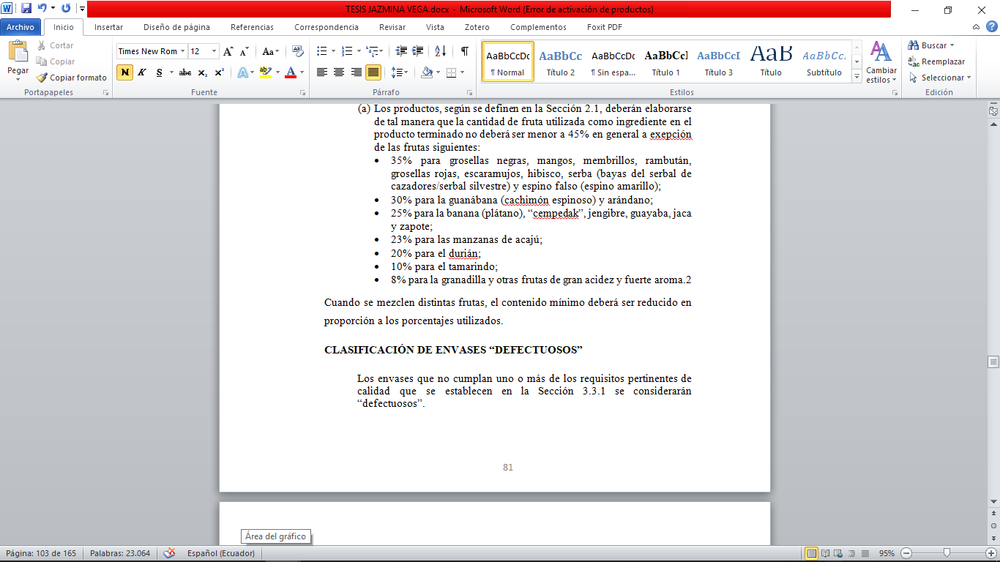 TESIS JAZMINA VEGA.docx - Microsoft Word (Error de activación de productos)
Archivo Inicio Insertar Diseño de página Referencias Correspondencia Revisar Vista Zotero Complementos Foxit PDF
Pegar
Cortar
Copiar
Copiar formato
Portapapeles
Times New Rom 12
N K S abc x₂ x²
Fuente
Párrafo
AaBbCcDc AaBbCc AaBbCcDc AaBbCcI AaBbCcI AaB AaBbCc.
¶ Normal Título 2 ¶ Sin espa... Título 1 Título 3 Título Subtítulo
Cambiar estilos
Estilos
Buscar
Reemplazar
Seleccionar
Edición
(a) Los productos, según se definen en la Sección 2.1, deberán elaborarse
de tal manera que la cantidad de fruta utilizada como ingrediente en el
producto terminado no deberá ser menor a 45% en general a exepción
de las frutas siguientes:
• 35% para grosellas negras, mangos, membrillos, rambután,
grosellas rojas, escaramujos, hibisco, serba (bayas del serbal de
cazadores/serbal silvestre) y espino falso (espino amarillo);
• 30% para la guanábana (cachimón espinoso) y arándano;
• 25% para la banana (plátano), “cempedak”, jengibre, guayaba, jaca
y zapote;
• 23% para las manzanas de acajú;
• 20% para el durián;
• 10% para el tamarindo;
• 8% para la granadilla y otras frutas de gran acidez y fuerte aroma.2
Cuando se mezclen distintas frutas, el contenido mínimo deberá ser reducido en
proporción a los porcentajes utilizados.
CLASIFICACIÓN DE ENVASES “DEFECTUOSOS”
Los envases que no cumplan uno o más de los requisitos pertinentes de
calidad que se establecen en la Sección 3.3.1 se considerarán
“defectuosos”.
81
Área del gráfico
Página: 103 de 165 Palabras: 23.064 Español (Ecuador) 95%